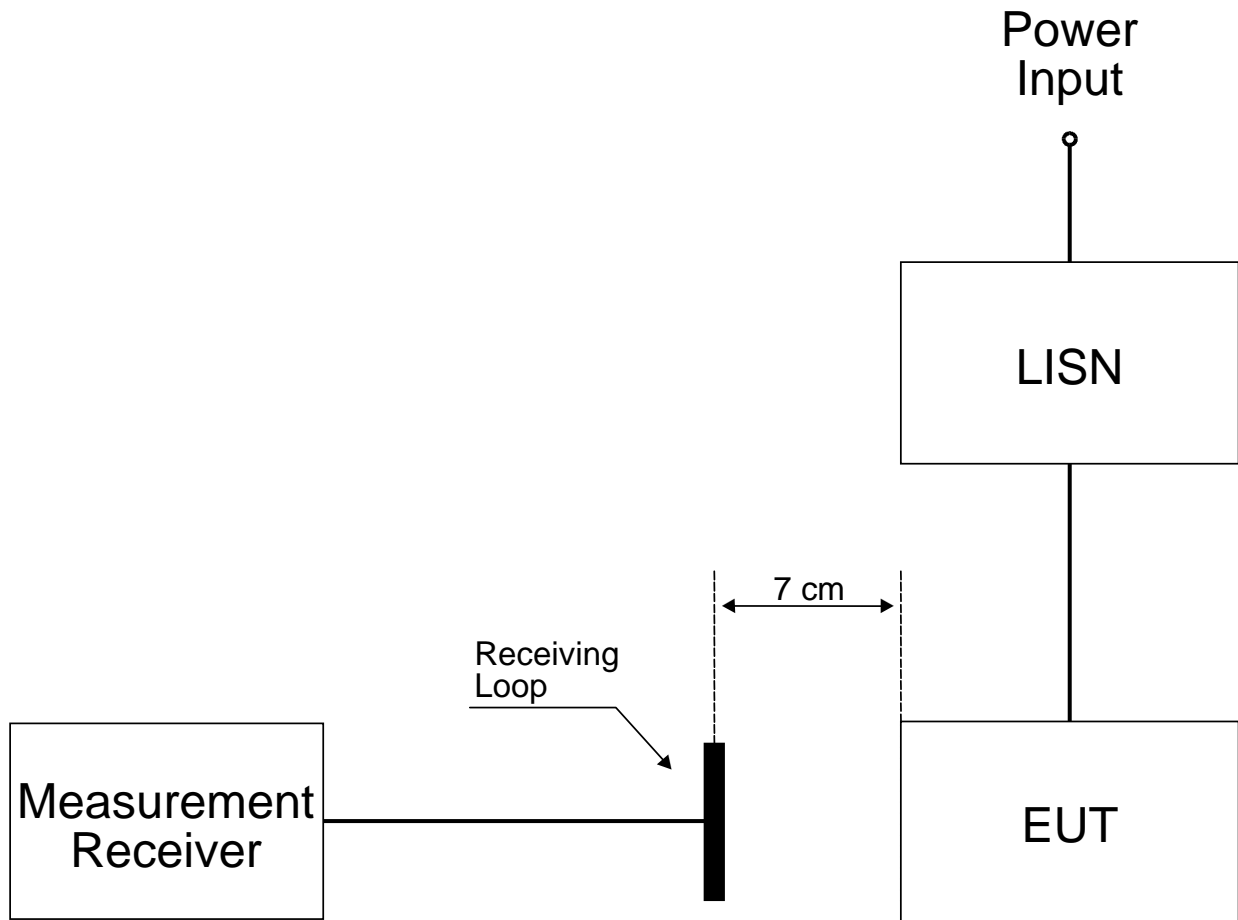 Power
Input
LISN
7 cm
Receiving
Loop
Measurement
Receiver
EUT